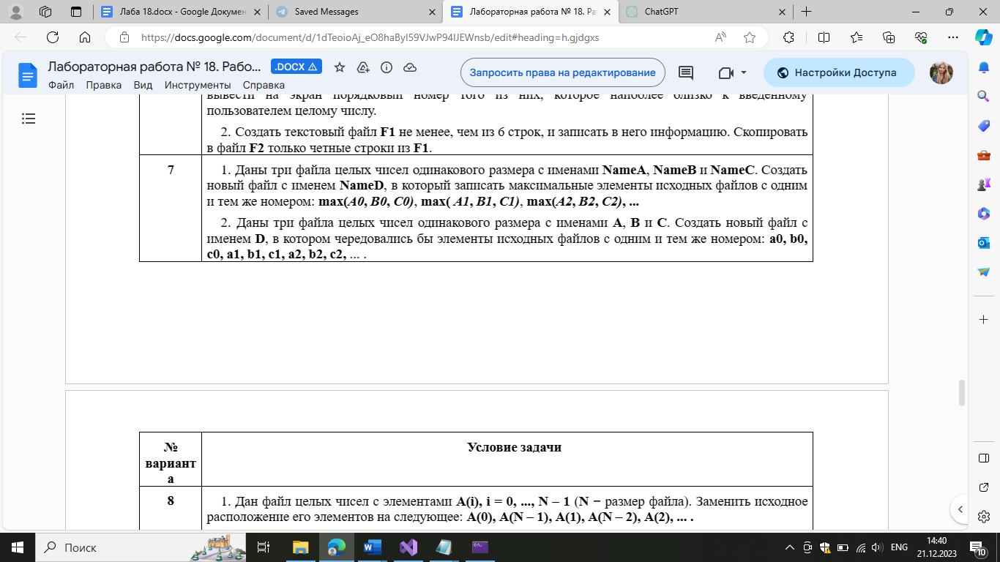 Лаба 18.docx - Google Докумен
Saved Messages
Лабораторная работа № 18. Ра
ChatGPT
https://docs.google.com/document/d/1dTeoioAj_eO8haByI59VJwP94IJEWnsb/edit#heading=h.gjdgxs
Лабораторная работа № 18. Рабо...
.DOCX
Запросить права на редактирование
Настройки Доступа
Файл Правка Вид Инструменты Справка
вывести на экран порядковый номер того из них, которое наиболее близко к введенному
пользователем целому числу.
2. Создать текстовый файл F1 не менее, чем из 6 строк, и записать в него информацию. Скопировать
в файл F2 только четные строки из F1.
7
1. Даны три файла целых чисел одинакового размера с именами NameA, NameB и NameC. Создать
новый файл с именем NameD, в который записать максимальные элементы исходных файлов с одним
и тем же номером: max(A0, B0, C0), max( A1, B1, C1), max(A2, B2, C2), ...
2. Даны три файла целых чисел одинакового размера с именами A, B и C. Создать новый файл с
именем D, в котором чередовались бы элементы исходных файлов с одним и тем же номером: a0, b0,
c0, a1, b1, c1, a2, b2, c2, ... .
№
вариант
а
Условие задачи
8
1. Дан файл целых чисел с элементами A(i), i = 0, ..., N – 1 (N − размер файла). Заменить исходное
расположение его элементов на следующее: A(0), A(N – 1), A(1), A(N – 2), A(2), ... .
Поиск
ENG
14:40
21.12.2023
10